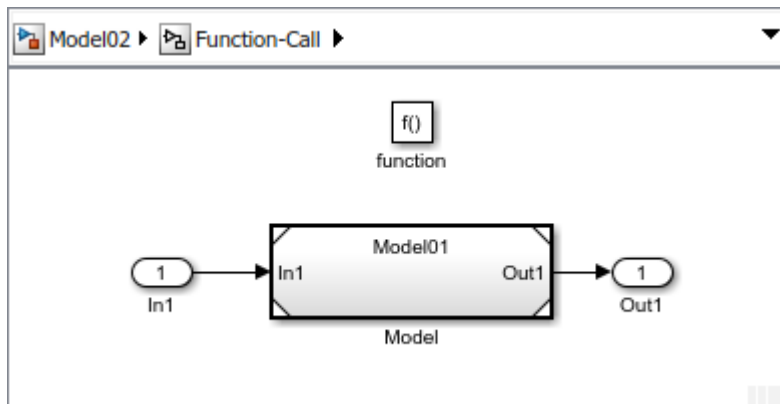 Model02 Function-Call
f()
function
Model01
1 In1 Out1 1
In1 Out1
Model